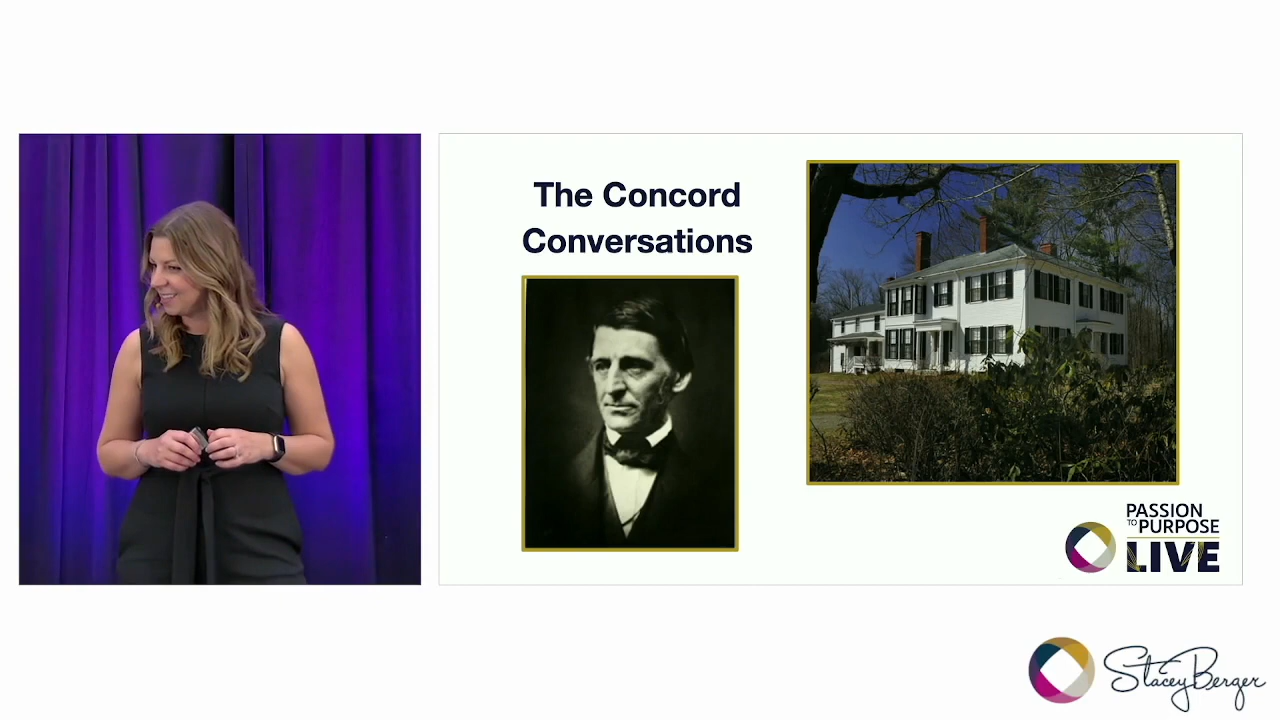 The Concord
Conversations
PASSION
TO PURPOSE
LIVE
Stacey Berger